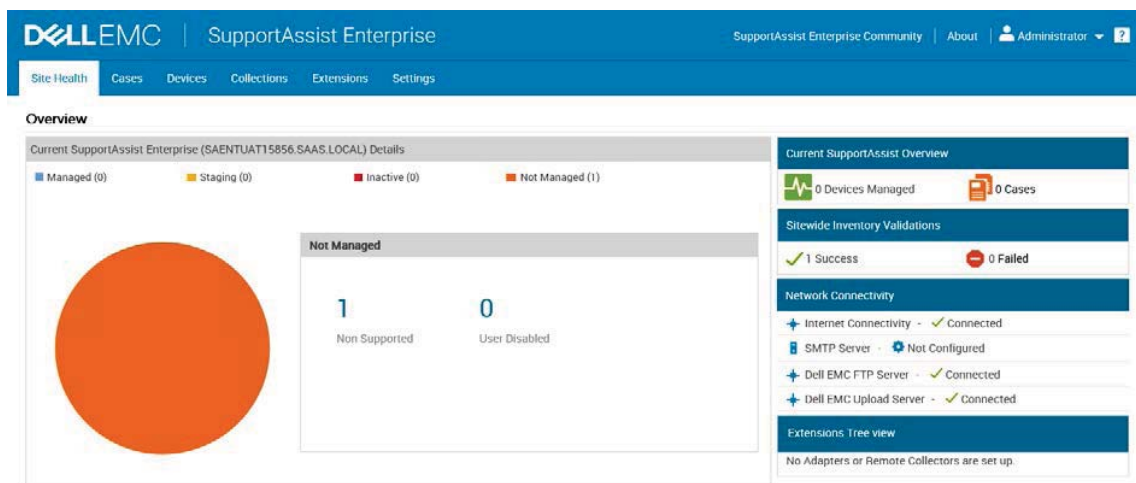 DELLEMC | SupportAssist Enterprise
SupportAssist Enterprise Community | About | Administrator ?
Site Health Cases Devices Collections Extensions Settings
Overview
Current SupportAssist Enterprise (SAENTUAT15856.SAAS.LOCAL) Details
Managed (0) Staging (0) Inactive (0) Not Managed (1)
Not Managed
1 0
Non Supported User Disabled
Current SupportAssist Overview
0 Devices Managed 0 Cases
Sitewide Inventory Validations
1 Success 0 Failed
Network Connectivity
Internet Connectivity - Connected
SMTP Server - Not Configured
Dell EMC FTP Server - Connected
Dell EMC Upload Server - Connected
Extensions Tree view
No Adapters or Remote Collectors are set up.